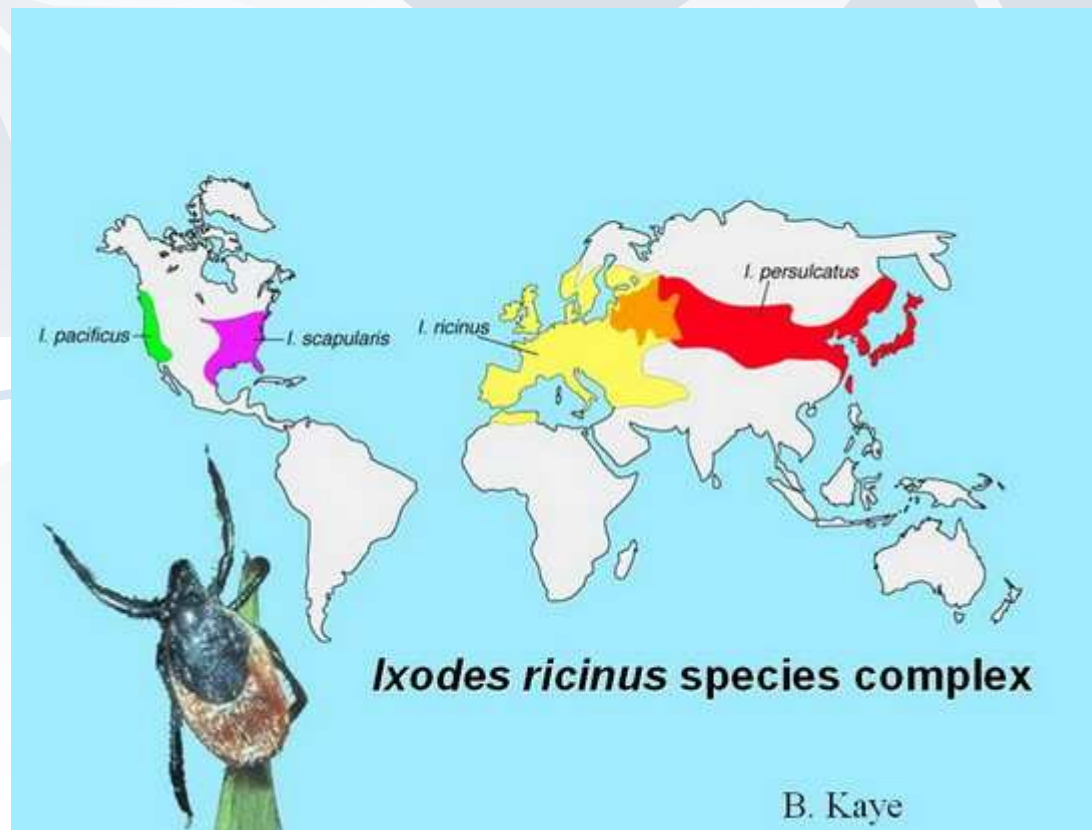 I. persulcatus
I. ricinus
I. pacificus
I. scapularis
Ixodes ricinus species complex
B. Kaye